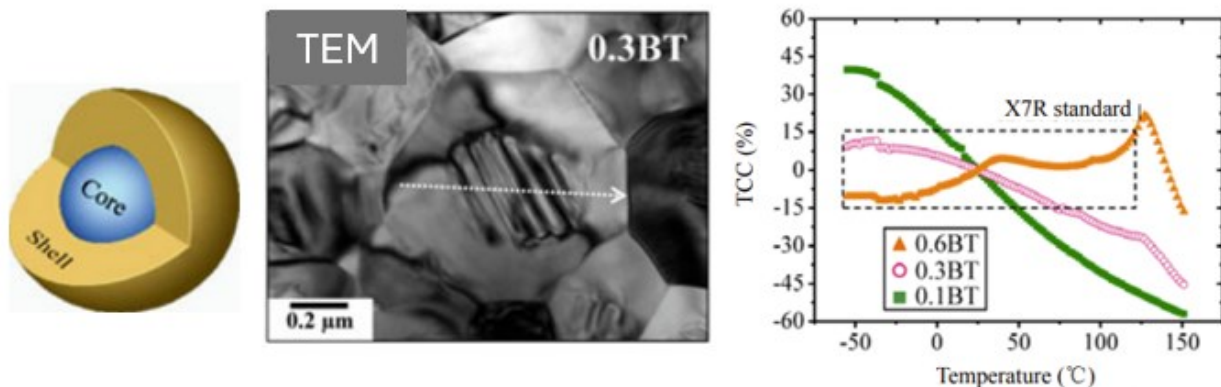 Core
Shell
TEM
0.3BT
0.2 μm
60
45
30
15
0
-15
-30
-45
-60
TCC (%)
X7R standard
0.6BT
0.3BT
0.1BT
-50
0
50
100
150
Temperature (℃)